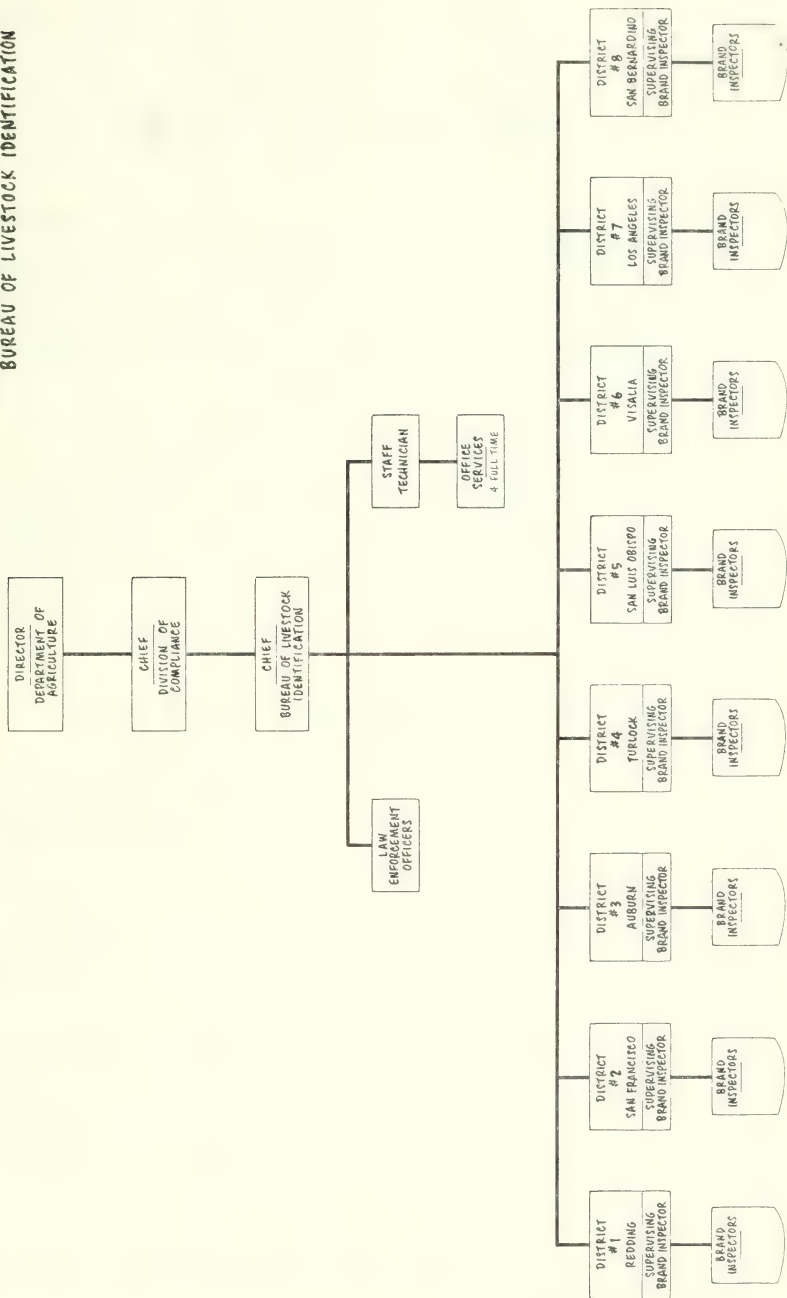 BUREAU OF LIVESTOCK IDENTIFICATION
DIRECTOR
DEPARTMENT OF
AGRICULTURE
CHIEF
DIVISION OF
COMPLIANCE
CHIEF
BUREAU OF LIVESTOCK
IDENTIFICATION
LAW
ENFORCEMENT
OFFICERS
STAFF
TECHNICIAN
OFFICE
SERVICES
4 FULL TIME
DISTRICT
#1
REDDING
SUPERVISING
BRAND INSPECTOR
BRAND
INSPECTORS
DISTRICT
#2
SAN FRANCISCO
SUPERVISING
BRAND INSPECTOR
BRAND
INSPECTORS
DISTRICT
#3
AUBURN
SUPERVISING
BRAND INSPECTOR
BRAND
INSPECTORS
DISTRICT
#4
TURLOCK
SUPERVISING
BRAND INSPECTOR
BRAND
INSPECTORS
DISTRICT
#5
SAN LUIS OBISPO
SUPERVISING
BRAND INSPECTOR
BRAND
INSPECTORS
DISTRICT
#6
VISALIA
SUPERVISING
BRAND INSPECTOR
BRAND
INSPECTORS
DISTRICT
#7
LOS ANGELES
SUPERVISING
BRAND INSPECTOR
BRAND
INSPECTORS
DISTRICT
#8
SAN BERNARDINO
SUPERVISING
BRAND INSPECTOR
BRAND
INSPECTORS